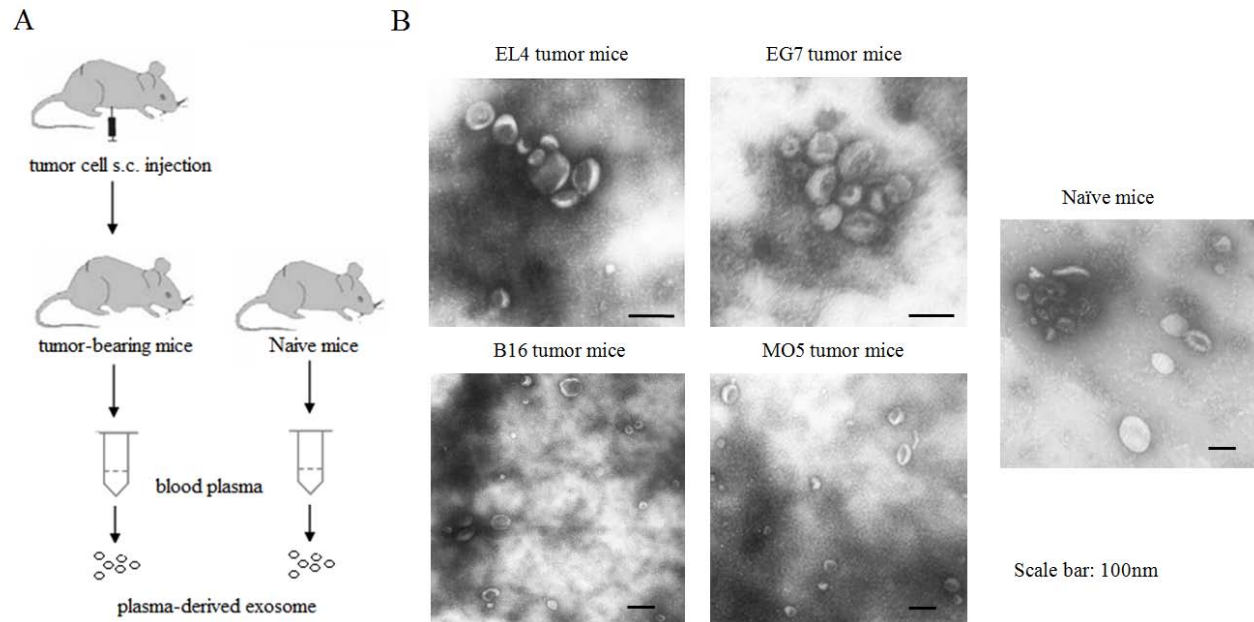 A
tumor cell s.c. injection
tumor-bearing mice
Naive mice
blood plasma
plasma-derived exosome
B
EL4 tumor mice
EG7 tumor mice
B16 tumor mice
MO5 tumor mice
Naïve mice
Scale bar: 100nm